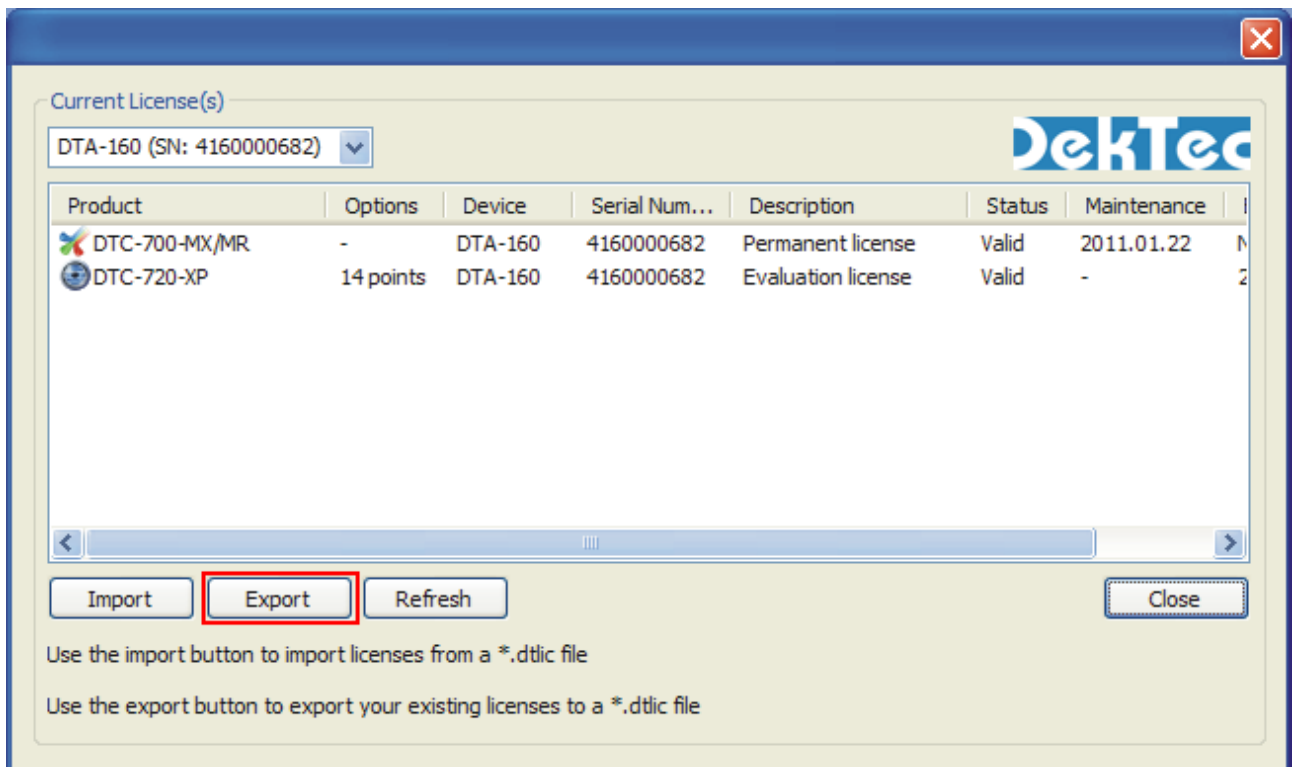 Current License(s)
DTA-160 (SN: 4160000682)
DekTec
Product Options Device Serial Num... Description Status Maintenance
DTC-700-MX/MR - DTA-160 4160000682 Permanent license Valid 2011.01.22 N
DTC-720-XP 14 points DTA-160 4160000682 Evaluation license Valid - 2
Import Export Refresh Close
Use the import button to import licenses from a *.dtlic file
Use the export button to export your existing licenses to a *.dtlic file